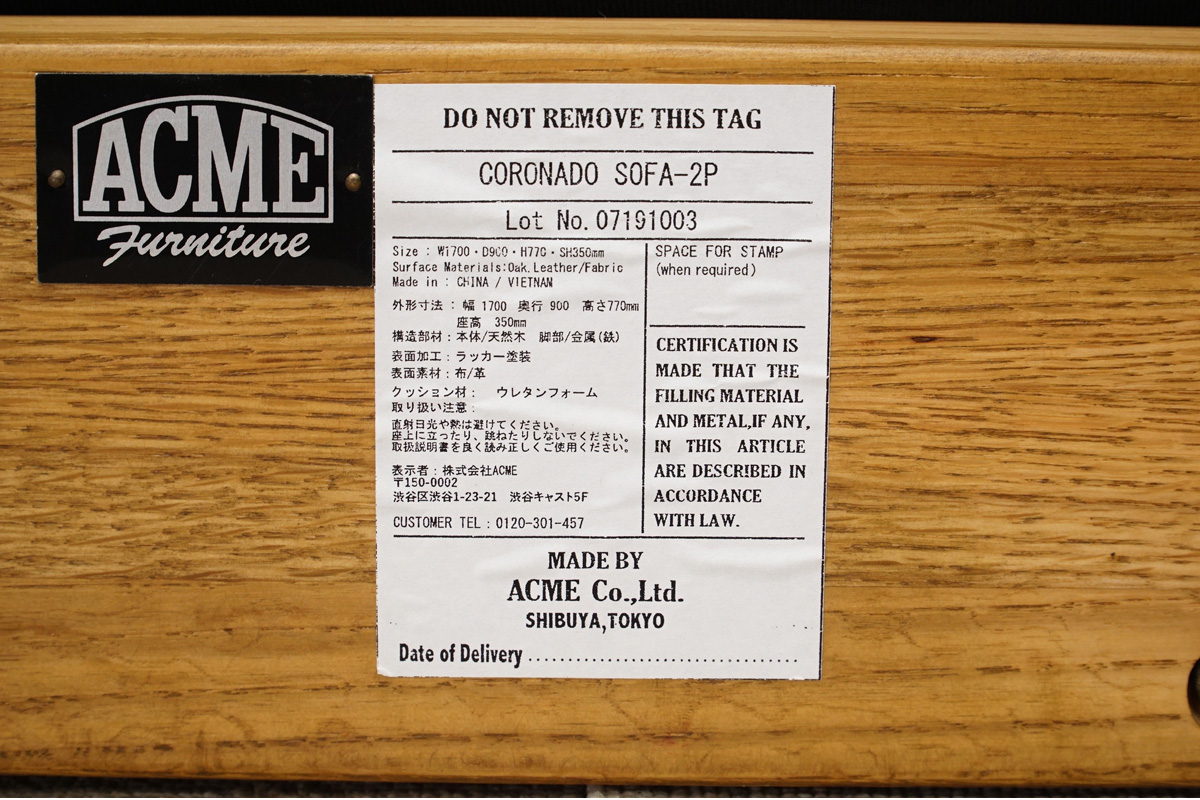 ACME
Furniture
DO NOT REMOVE THIS TAG
CORONADO SOFA-2P
Lot No. 07191003
Size : W1700・D900・H770・SH350mm
Surface Materials:Oak, Leather/Fabric
Made in : CHINA / VIETNAM
外形寸法 : 幅 1700 奥行 900 高さ770mm
座高 350mm
構造部材 : 本体/天然木 脚部/金属(鉄)
表面加工 : ラッカー塗装
表面素材 : 布/革
クッション材 : ウレタンフォーム
取り扱い注意 :
直射日光や熱は避けてください。
座上に立ったり、跳ねたりしないでください。
取扱説明書を良く読み正しくご使用ください。
表示者 : 株式会社ACME
〒150-0002
渋谷区渋谷1-23-21 渋谷キャスト5F
CUSTOMER TEL : 0120-301-457
SPACE FOR STAMP
(when required)
CERTIFICATION IS
MADE THAT THE
FILLING MATERIAL
AND METAL,IF ANY,
IN THIS ARTICLE
ARE DESCRIBED IN
ACCORDANCE
WITH LAW.
MADE BY
ACME Co.,Ltd.
SHIBUYA,TOKYO
Date of Delivery